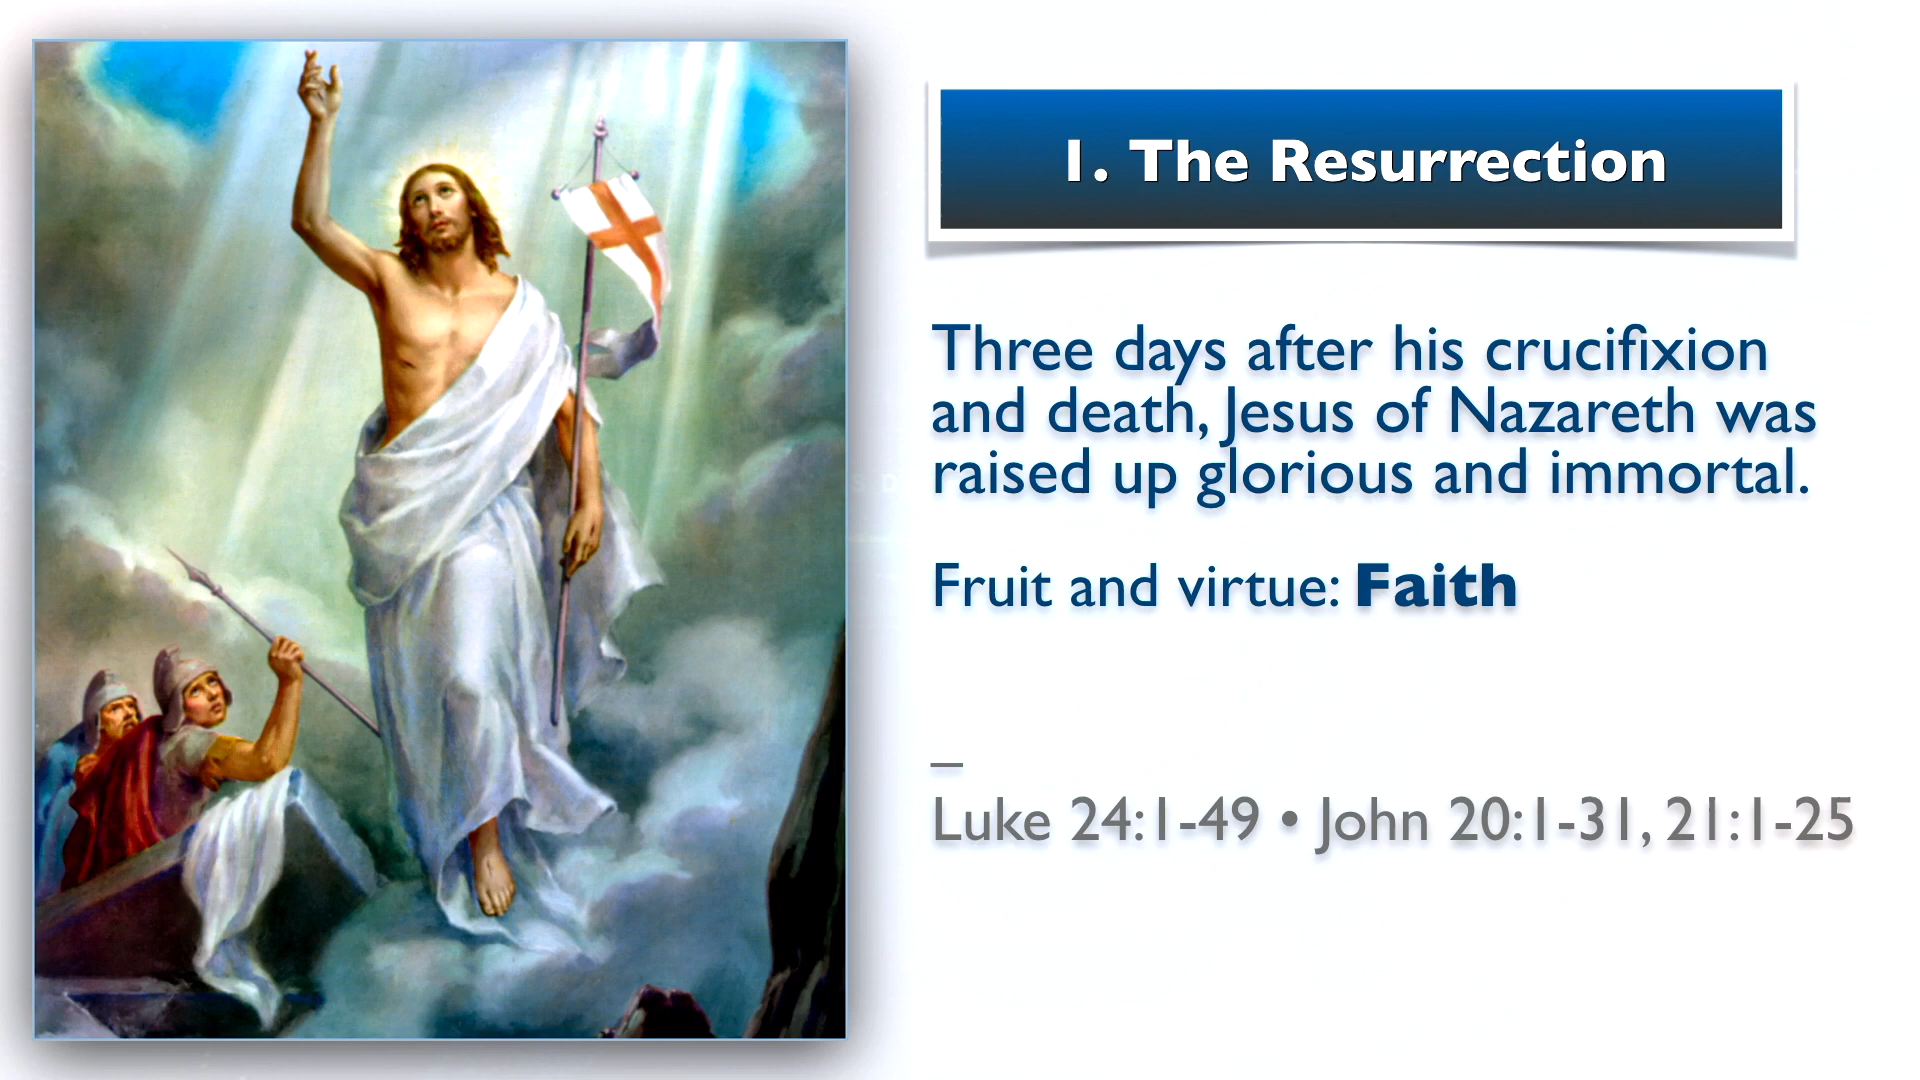 1. The Resurrection
Three days after his crucifixion
and death, Jesus of Nazareth was
raised up glorious and immortal.
Fruit and virtue: Faith
_
Luke 24:1-49 • John 20:1-31, 21:1-25